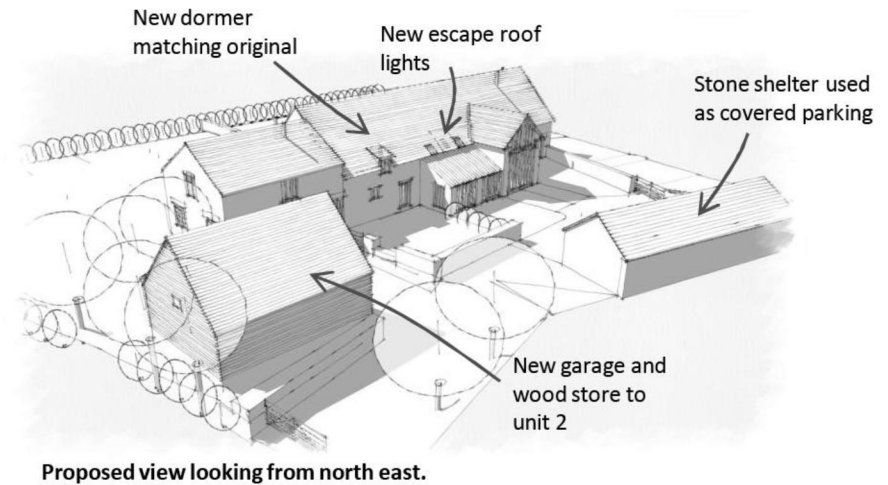 New dormer
matching original
New escape roof
lights
Stone shelter used
as covered parking
New garage and
wood store to
unit 2
Proposed view looking from north east.